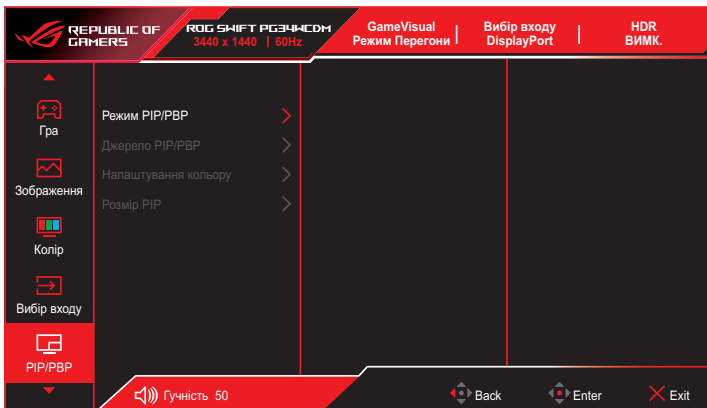 REPUBLIC OF
GAMERS
ROG SWIFT PG34WCDM
3440 x 1440 | 60Hz
GameVisual
Режим Перегони
Вибір входу
DisplayPort
HDR
ВИМК.
Гра
Зображення
Колір
Вибір входу
PIP/PBP
Режим PIP/PBP
Джерело PIP/PBP
Налаштування кольору
Розмір PIP
Гучність 50
Back
Enter
Exit